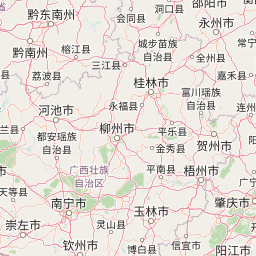 邵阳市
黔东南州
会同县
洞口县
永州市
黔南州
榕江县
城步苗族
自治县
全州县
三江县
嘉禾县
荔波县
桂林市
富川瑶族
自治县
连州
河池市
永福县
兰县
都安瑶族
自治县
柳州市
平乐县
金秀县
贺州市
广西壮族
自治区
平南县
天等县
梧州市
南宁市
肇庆市
玉林市
崇左市
灵山县
钦州市
博白县
信宜市
阳江市